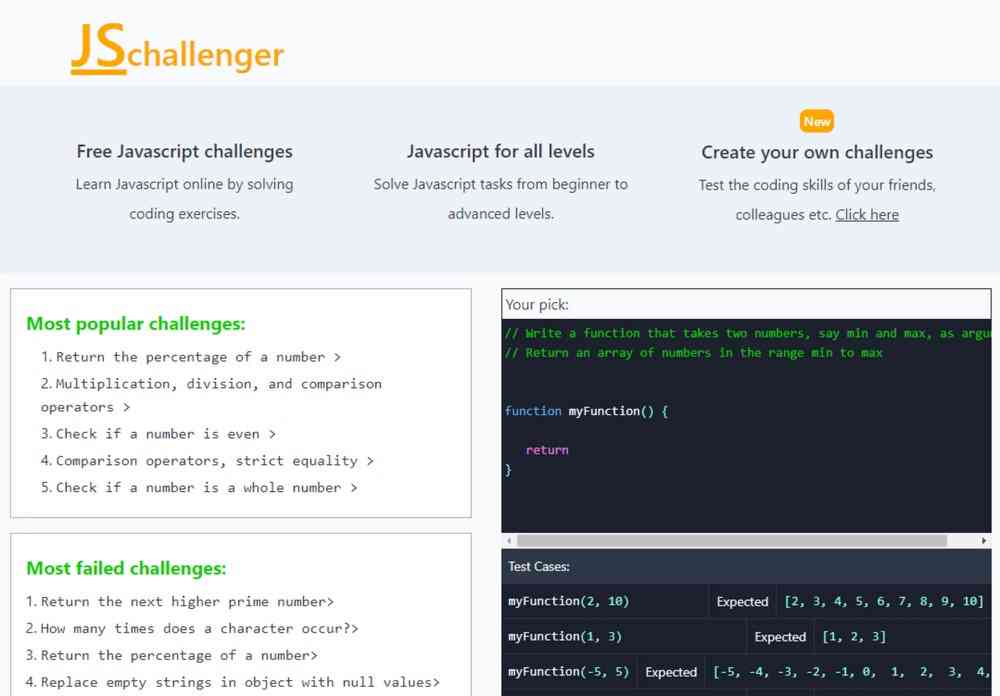 JSchallenger
New
Free Javascript challenges
Learn Javascript online by solving
coding exercises.
Javascript for all levels
Solve Javascript tasks from beginner to
advanced levels.
Create your own challenges
Test the coding skills of your friends,
colleagues etc. Click here
Most popular challenges:
1. Return the percentage of a number >
2. Multiplication, division, and comparison
operators >
3. Check if a number is even >
4. Comparison operators, strict equality >
5. Check if a number is a whole number >
Most failed challenges:
1. Return the next higher prime number>
2. How many times does a character occur?>
3. Return the percentage of a number>
4. Replace empty strings in object with null values>
Your pick:
// Write a function that takes two numbers, say min and max, as argu
// Return an array of numbers in the range min to max
function myFunction() {
return
}
Test Cases:
myFunction(2, 10) Expected [2, 3, 4, 5, 6, 7, 8, 9, 10]
myFunction(1, 3) Expected [1, 2, 3]
myFunction(-5, 5) Expected [-5, -4, -3, -2, -1, 0, 1, 2, 3, 4,